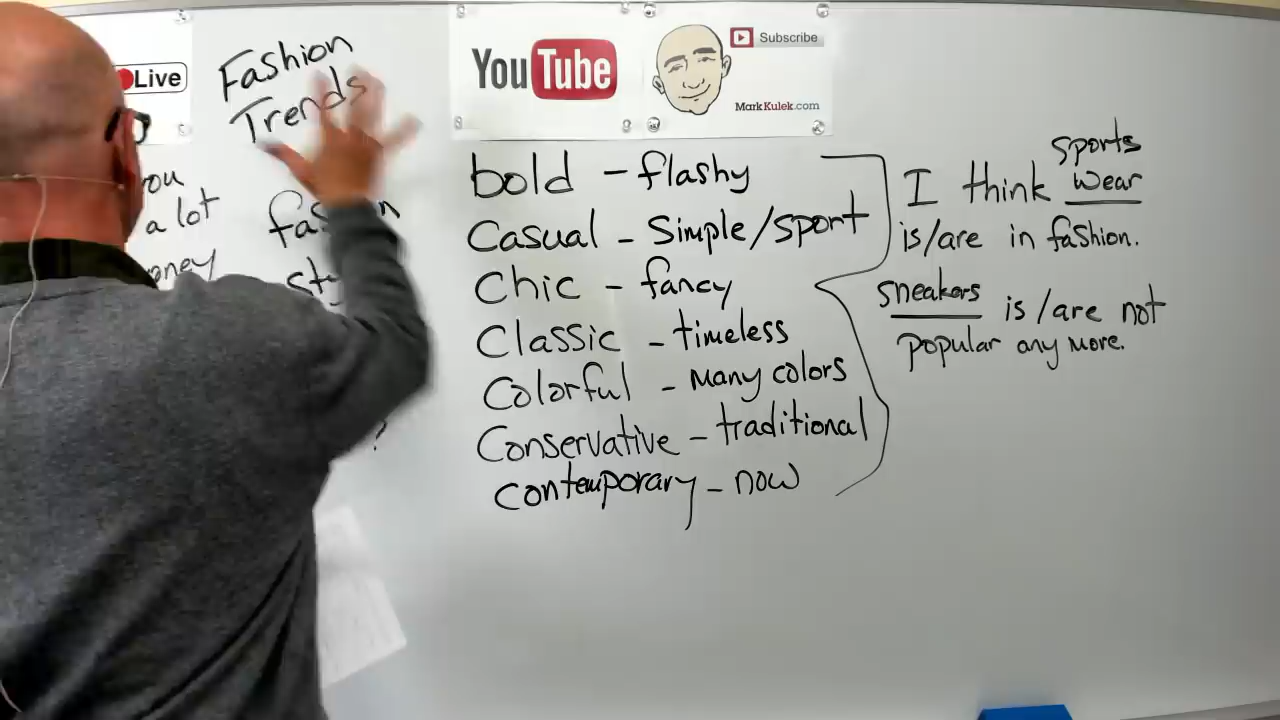 Live
Fashion
Trends
a lot
YouTube
Subscribe
MarkKulek.com
bold - flashy
Casual - Simple/sport
Chic - fancy
Classic - timeless
Colorful - many colors
Conservative - traditional
contemporary - now
sports
I think wear
is/are in fashion.
sneakers is/are not
popular any more.
?